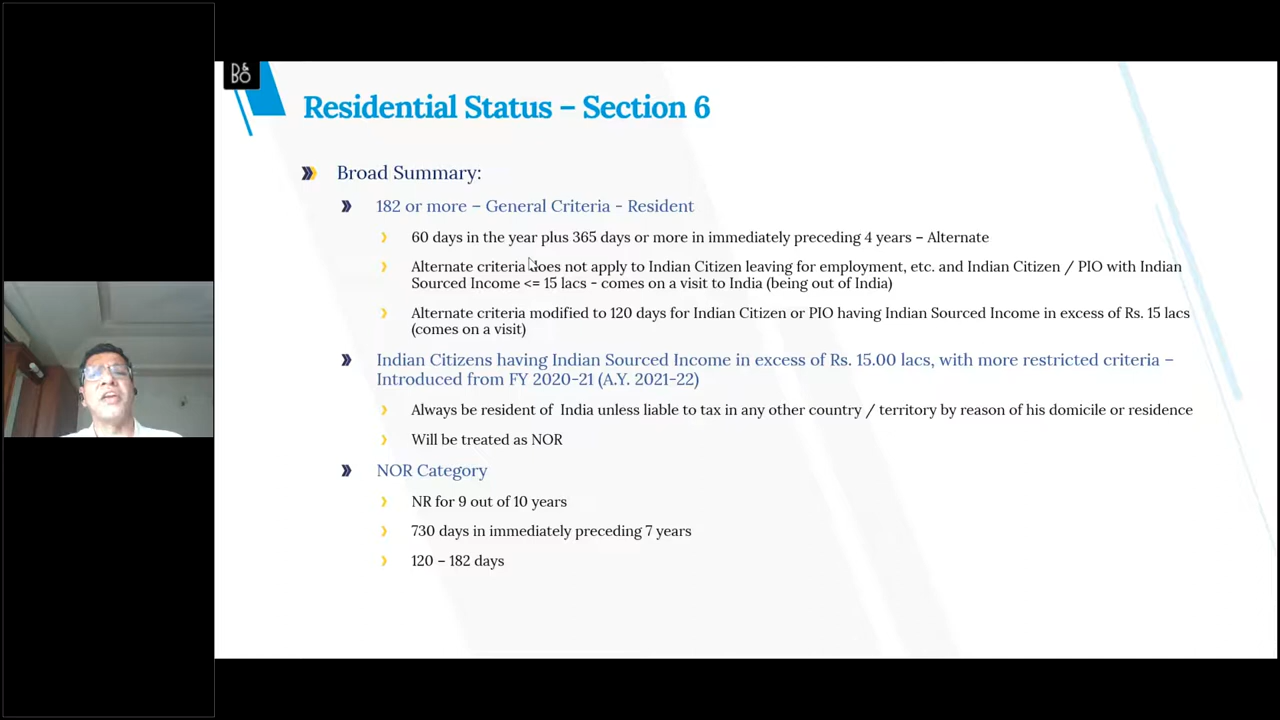 B&O
Residential Status – Section 6
Broad Summary:
182 or more – General Criteria - Resident
60 days in the year plus 365 days or more in immediately preceding 4 years – Alternate
Alternate criteria does not apply to Indian Citizen leaving for employment, etc. and Indian Citizen / PIO with Indian
Sourced Income <= 15 lacs - comes on a visit to India (being out of India)
Alternate criteria modified to 120 days for Indian Citizen or PIO having Indian Sourced Income in excess of Rs. 15 lacs
(comes on a visit)
Indian Citizens having Indian Sourced Income in excess of Rs. 15.00 lacs, with more restricted criteria –
Introduced from FY 2020-21 (A.Y. 2021-22)
Always be resident of India unless liable to tax in any other country / territory by reason of his domicile or residence
Will be treated as NOR
NOR Category
NR for 9 out of 10 years
730 days in immediately preceding 7 years
120 – 182 days